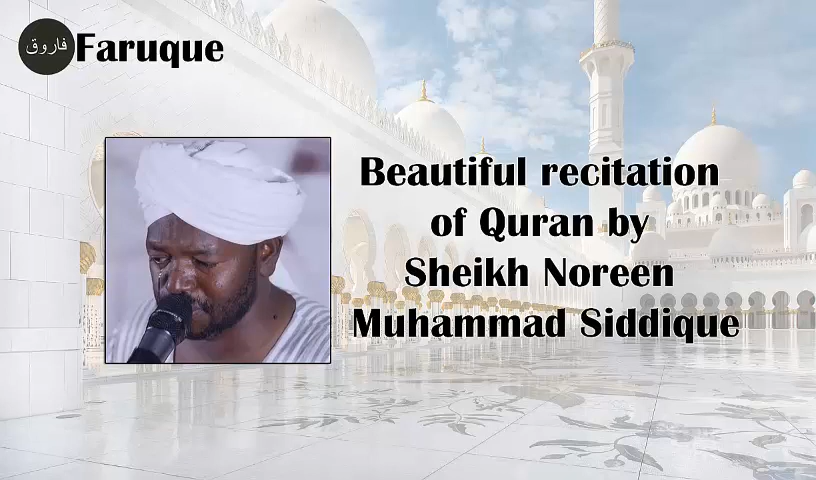 فاروق
Faruque
Beautiful recitation
of Quran by
Sheikh Noreen
Muhammad Siddique